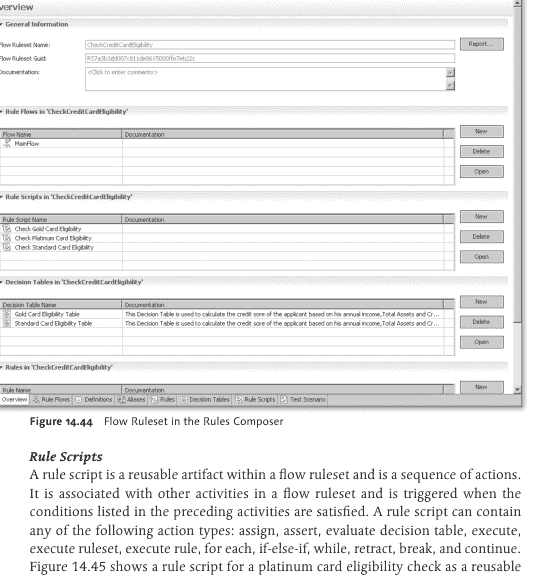 verview
General Information
Flow Ruleset Name: CheckCreditCardEligibility Report...
Flow Ruleset Guid:
Documentation: <Click to enter comments>
Rule Flows in 'CheckCreditCardEligibility'
Flow Name Documentation New
MainFlow
Delete
Open
Rule Scripts in 'CheckCreditCardEligibility'
Rule Script Name Documentation New
Check Gold Card Eligibility
Check Platinum Card Eligibility Delete
Check Standard Card Eligibility
Open
Decision Tables in 'CheckCreditCardEligibility'
Decision Table Name Documentation New
Gold Card Eligibility Table This Decision Table is used to calculate the credit sore of the applicant based on his annual income,Total Assets and Cr...
Standard Card Eligibility Table This Decision Table is used to calculate the credit sore of the applicant based on his annual income,Total Assets and Cr... Delete
Open
Rules in 'CheckCreditCardEligibility'
Rule Name Documentation New
Overview Rule Flows Definitions Aliases Rules Decision Tables Rule Scripts Test Scenario
Figure 14.44 Flow Ruleset in the Rules Composer
Rule Scripts
A rule script is a reusable artifact within a flow ruleset and is a sequence of actions.
It is associated with other activities in a flow ruleset and is triggered when the
conditions listed in the preceding activities are satisfied. A rule script can contain
any of the following action types: assign, assert, evaluate decision table, execute,
execute ruleset, execute rule, for each, if-else-if, while, retract, break, and continue.
Figure 14.45 shows a rule script for a platinum card eligibility check as a reusable